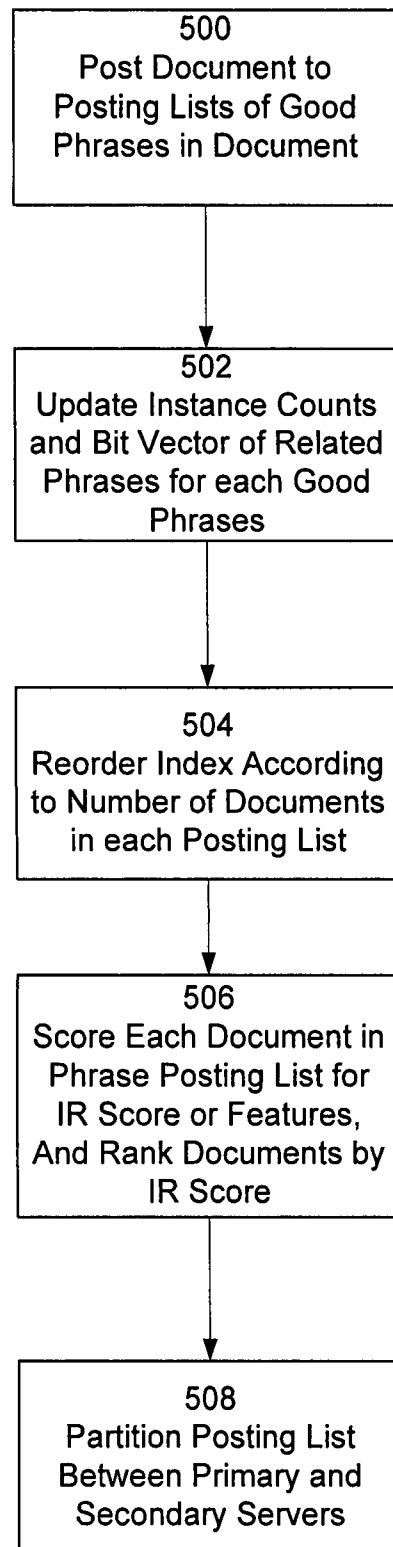 500
Post Document to
Posting Lists of Good
Phrases in Document
502
Update Instance Counts
and Bit Vector of Related
Phrases for each Good
Phrases
504
Reorder Index According
to Number of Documents
in each Posting List
506
Score Each Document in
Phrase Posting List for
IR Score or Features,
And Rank Documents by
IR Score
508
Partition Posting List
Between Primary and
Secondary Servers